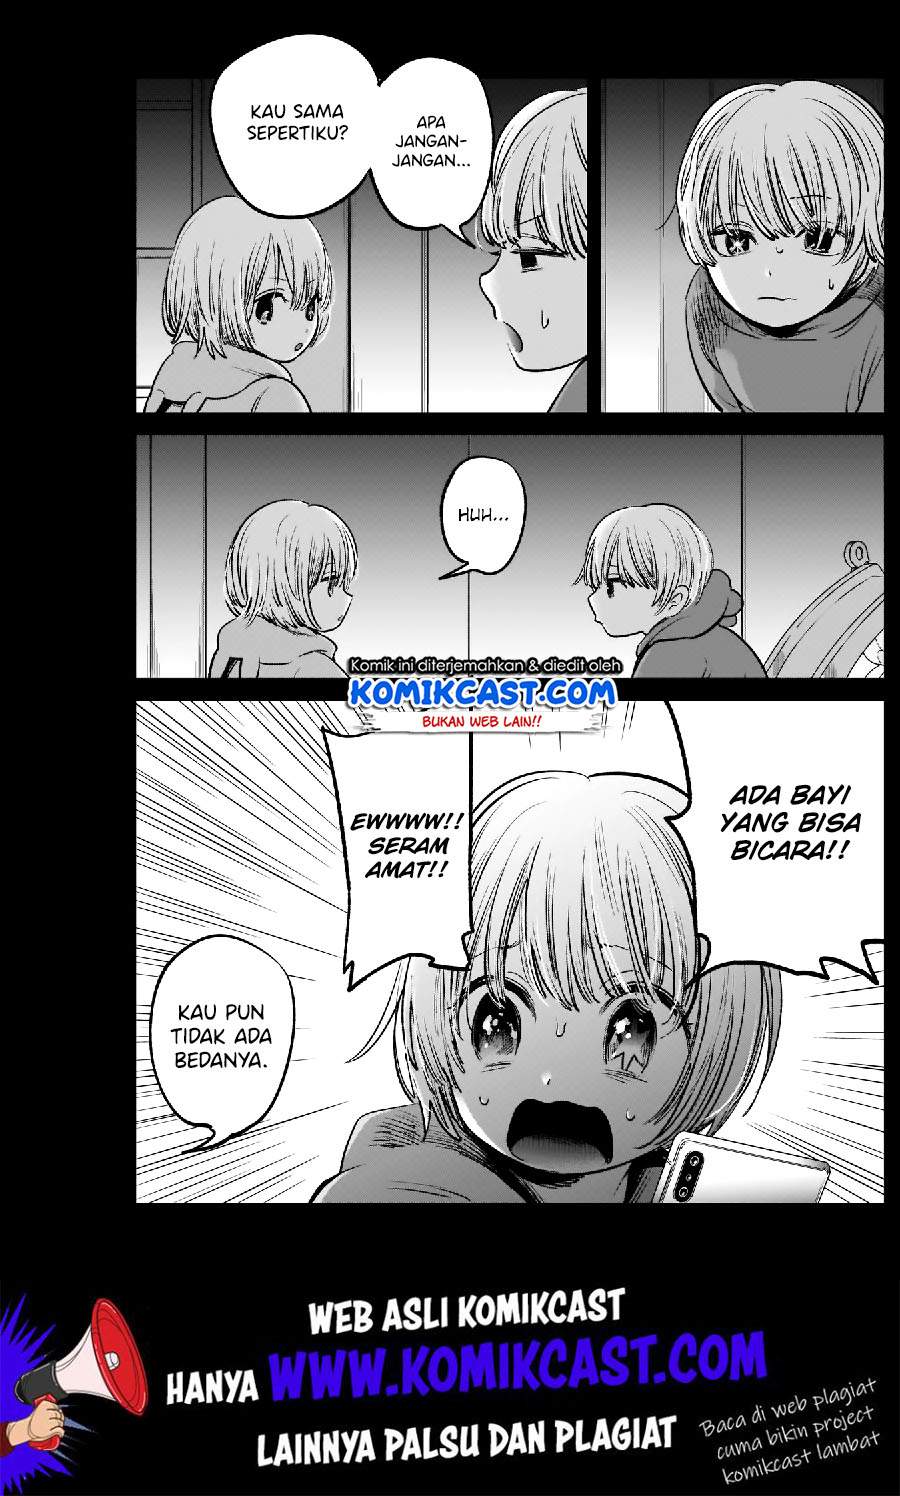 APA
JANGAN-
JANGAN...
KAU SAMA
SEPERTIKU?
HUH...
Komik ini diterjemahkan & diedit oleh
KOMIKCAST.COM
BUKAN WEB LAIN!!
ADA BAYI
YANG BISA
BICARA!!
EWWWW!!
SERAM
AMAT!!
KAU PUN
TIDAK ADA
BEDANYA.
WEB ASLI KOMIKCAST
HANYA WWW.KOMIKCAST.COM
LAINNYA PALSU DAN PLAGIAT
Baca di web plagiat
cuma bikin project
komikcast lambat